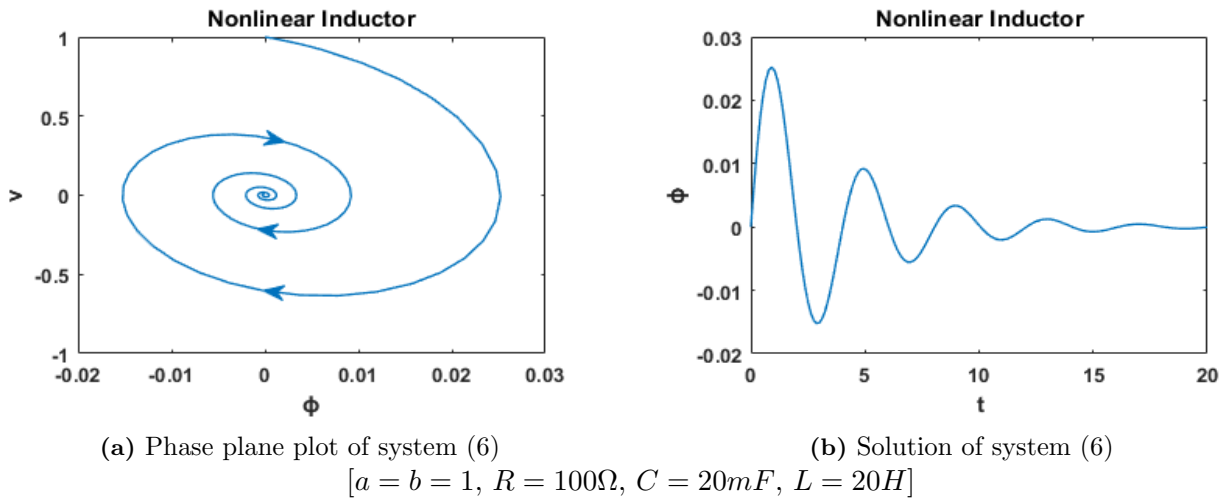 Nonlinear Inductor
1
0.5
0
-0.5
-1
v
-0.02
-0.01
0
0.01
0.02
0.03
Φ
(a) Phase plane plot of system (6)
Nonlinear Inductor
0.03
0.02
0.01
0
-0.01
-0.02
Φ
0
5
10
15
20
t
(b) Solution of system (6)
[a = b = 1, R = 100Ω, C = 20mF, L = 20H]